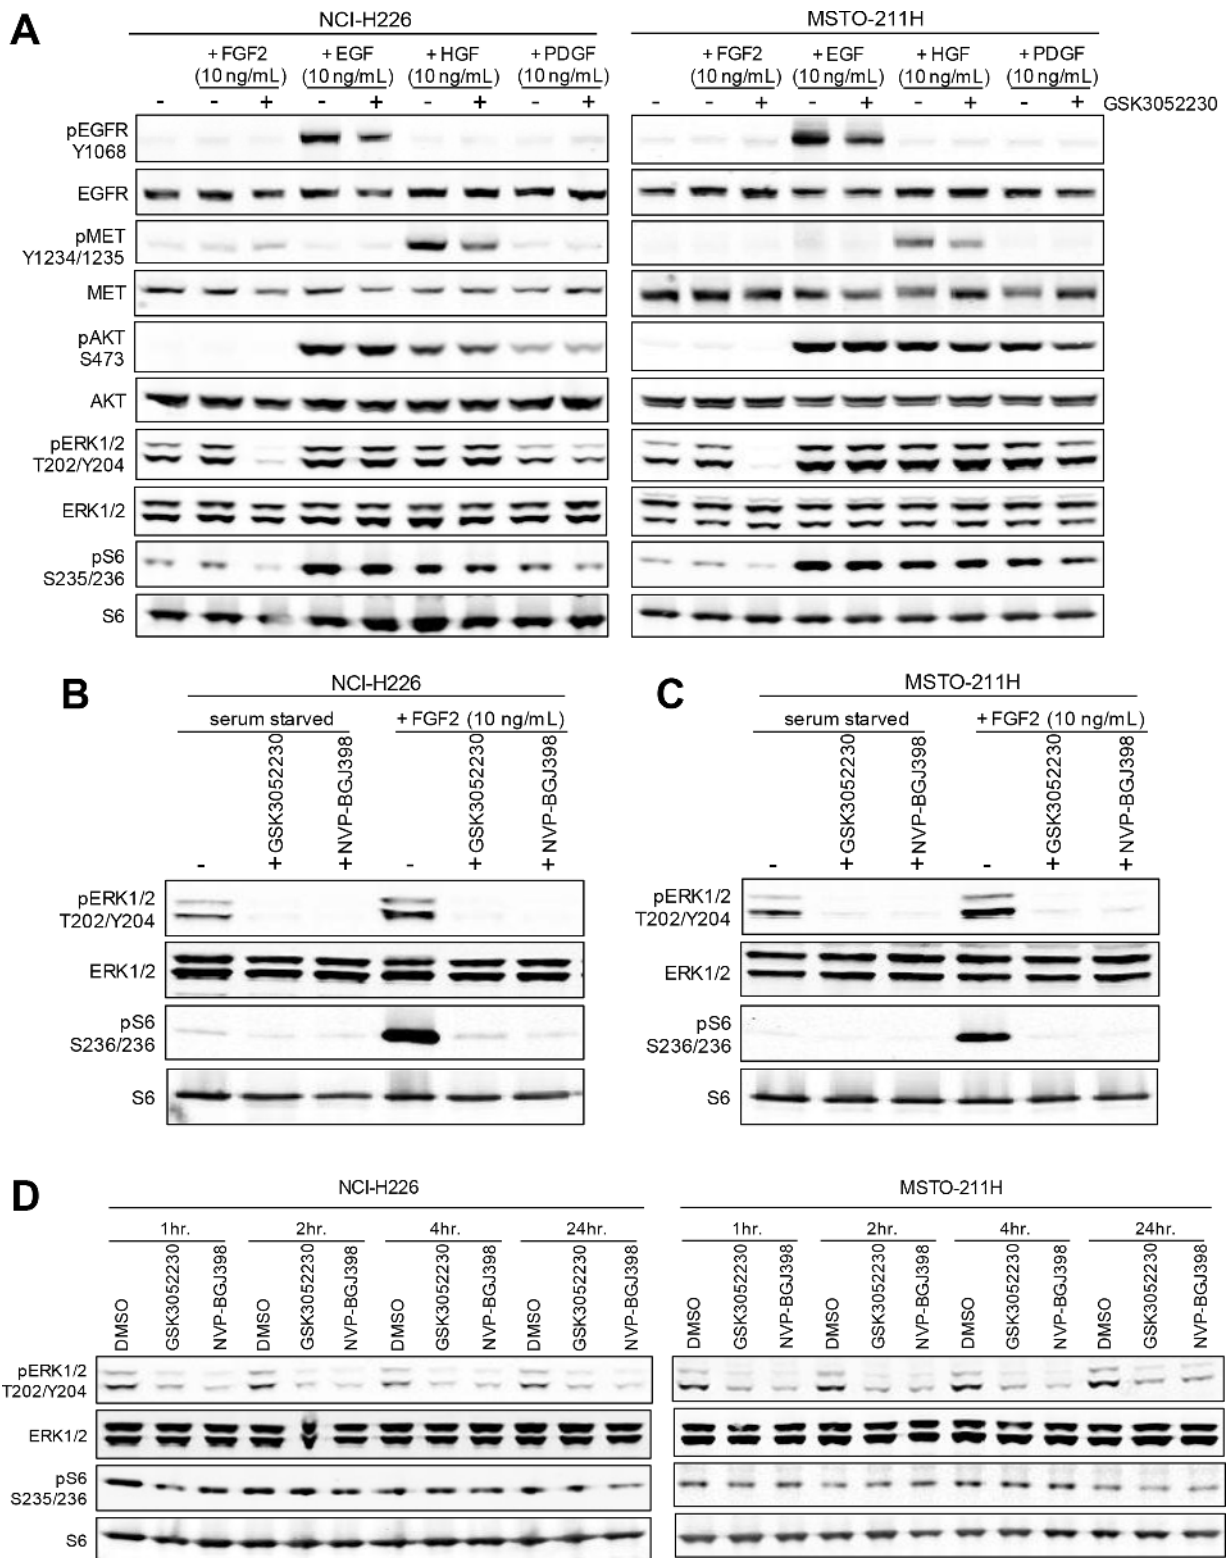 A
NCI-H226
MSTO-211H
+ FGF2 + EGF + HGF + PDGF
(10 ng/mL) (10 ng/mL) (10 ng/mL) (10 ng/mL)
+ FGF2 + EGF + HGF + PDGF
(10 ng/mL) (10 ng/mL) (10 ng/mL) (10 ng/mL)
- - + - + - + - +
- - + - + - + - + GSK3052230
pEGFR
Y1068
EGFR
pMET
Y1234/1235
MET
pAKT
S473
AKT
pERK1/2
T202/Y204
ERK1/2
pS6
S235/236
S6
B
NCI-H226
serum starved + FGF2 (10 ng/mL)
- +GSK3052230 +NVP-BGJ398 - +GSK3052230 +NVP-BGJ398
pERK1/2
T202/Y204
ERK1/2
pS6
S236/236
S6
C
MSTO-211H
serum starved + FGF2 (10 ng/mL)
- +GSK3052230 +NVP-BGJ398 - +GSK3052230 +NVP-BGJ398
pERK1/2
T202/Y204
ERK1/2
pS6
S236/236
S6
D
NCI-H226
1hr. 2hr. 4hr. 24hr.
DMSO GSK3052230 NVP-BGJ398 DMSO GSK3052230 NVP-BGJ398 DMSO GSK3052230 NVP-BGJ398 DMSO GSK3052230 NVP-BGJ398
MSTO-211H
1hr. 2hr. 4hr. 24hr.
DMSO GSK3052230 NVP-BGJ398 DMSO GSK3052230 NVP-BGJ398 DMSO GSK3052230 NVP-BGJ398 DMSO GSK3052230 NVP-BGJ398
pERK1/2
T202/Y204
ERK1/2
pS6
S235/236
S6